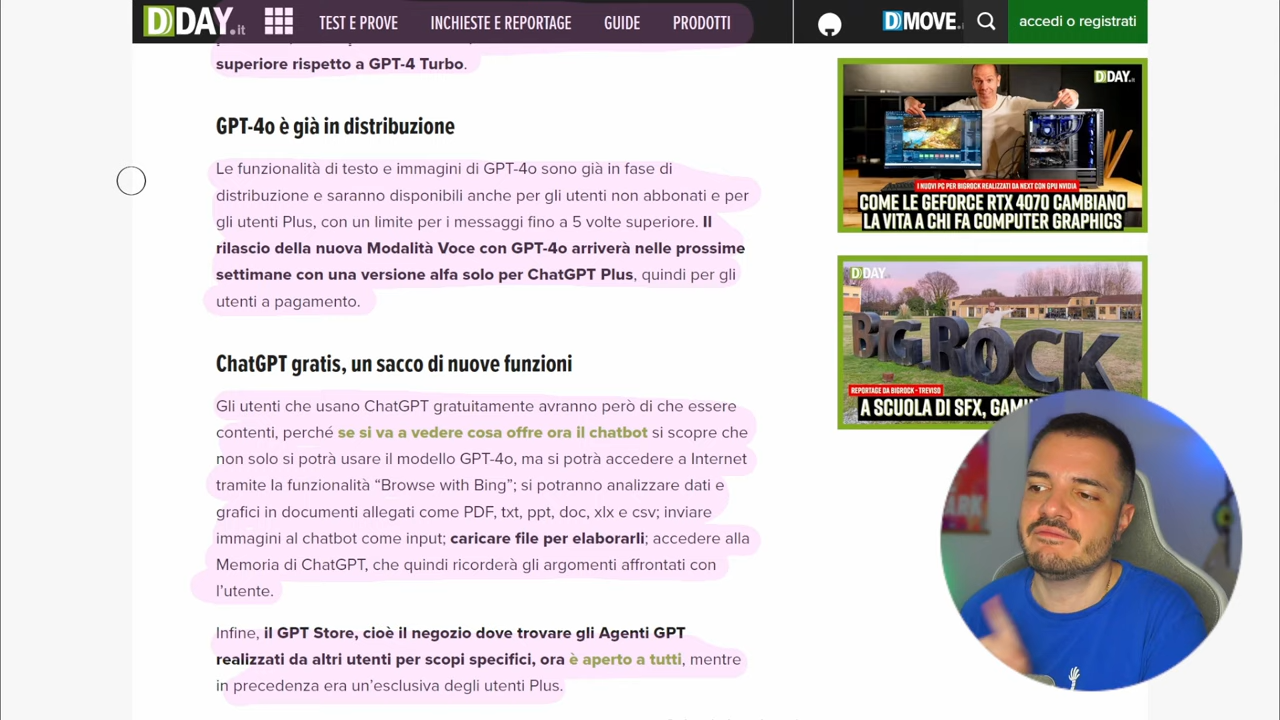 DDAY.it
TEST E PROVE
INCHIESTE E REPORTAGE
GUIDE
PRODOTTI
DMOVE.
accedi o registrati
superiore rispetto a GPT-4 Turbo.
GPT-4o è già in distribuzione
Le funzionalità di testo e immagini di GPT-4o sono già in fase di
distribuzione e saranno disponibili anche per gli utenti non abbonati e per
gli utenti Plus, con un limite per i messaggi fino a 5 volte superiore. Il
rilascio della nuova Modalità Voce con GPT-4o arriverà nelle prossime
settimane con una versione alfa solo per ChatGPT Plus, quindi per gli
utenti a pagamento.
ChatGPT gratis, un sacco di nuove funzioni
Gli utenti che usano ChatGPT gratuitamente avranno però di che essere
contenti, perché se si va a vedere cosa offre ora il chatbot si scopre che
non solo si potrà usare il modello GPT-4o, ma si potrà accedere a Internet
tramite la funzionalità “Browse with Bing”; si potranno analizzare dati e
grafici in documenti allegati come PDF, txt, ppt, doc, xlx e csv; inviare
immagini al chatbot come input; caricare file per elaborarli; accedere alla
Memoria di ChatGPT, che quindi ricorderà gli argomenti affrontati con
l’utente.
Infine, il GPT Store, cioè il negozio dove trovare gli Agenti GPT
realizzati da altri utenti per scopi specifici, ora è aperto a tutti, mentre
in precedenza era un’esclusiva degli utenti Plus.
DDAY.it
I NUOVI PC PER BIGROCK REALIZZATI DA NEXT CON GPU NVIDIA
COME LE GEFORCE RTX 4070 CAMBIANO
LA VITA A CHI FA COMPUTER GRAPHICS
DDAY
BIG ROCK
REPORTAGE DA BIGROCK - TREVISO
A SCUOLA DI SFX,